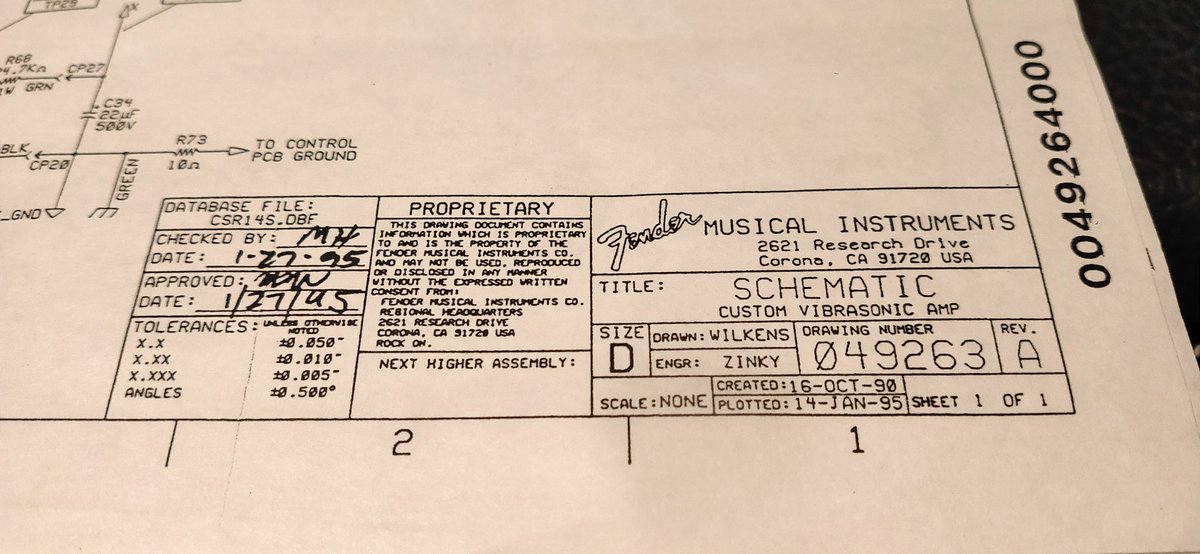 TP29
X
R68
4.7KΩ
1W GRN
CP27
C34
22µF
500V
BLK
CP20
R73
10Ω
TO CONTROL
PCB GROUND
GREEN
_GND
DATABASE FILE:
CSR14S.DBF
CHECKED BY: MH
DATE: 1-27-95
APPROVED:
DATE: 1/27/95
TOLERANCES: UNLESS OTHERWISE
NOTED
X.X ±0.050"
X.XX ±0.010"
X.XXX ±0.005"
ANGLES ±0.500°
PROPRIETARY
THIS DRAWING DOCUMENT CONTAINS
INFORMATION WHICH IS PROPRIETARY
TO AND IS THE PROPERTY OF THE
FENDER MUSICAL INSTRUMENTS CO.
AND MAY NOT BE USED, REPRODUCED
OR DISCLOSED IN ANY MANNER
WITHOUT THE EXPRESSED WRITTEN
CONSENT FROM:
FENDER MUSICAL INSTRUMENTS CO.
REGIONAL HEADQUARTERS
2621 RESEARCH DRIVE
CORONA, CA 91720 USA
ROCK ON.
NEXT HIGHER ASSEMBLY:
Fender MUSICAL INSTRUMENTS
2621 Research Drive
Corona, CA 91720 USA
TITLE: SCHEMATIC
CUSTOM VIBRASONIC AMP
SIZE
D
DRAWN: WILKENS
ENGR: ZINKY
DRAWING NUMBER
049263
REV.
A
SCALE: NONE
CREATED: 16-OCT-90
PLOTTED: 14-JAN-95
SHEET 1 OF 1
2
1
0049264000